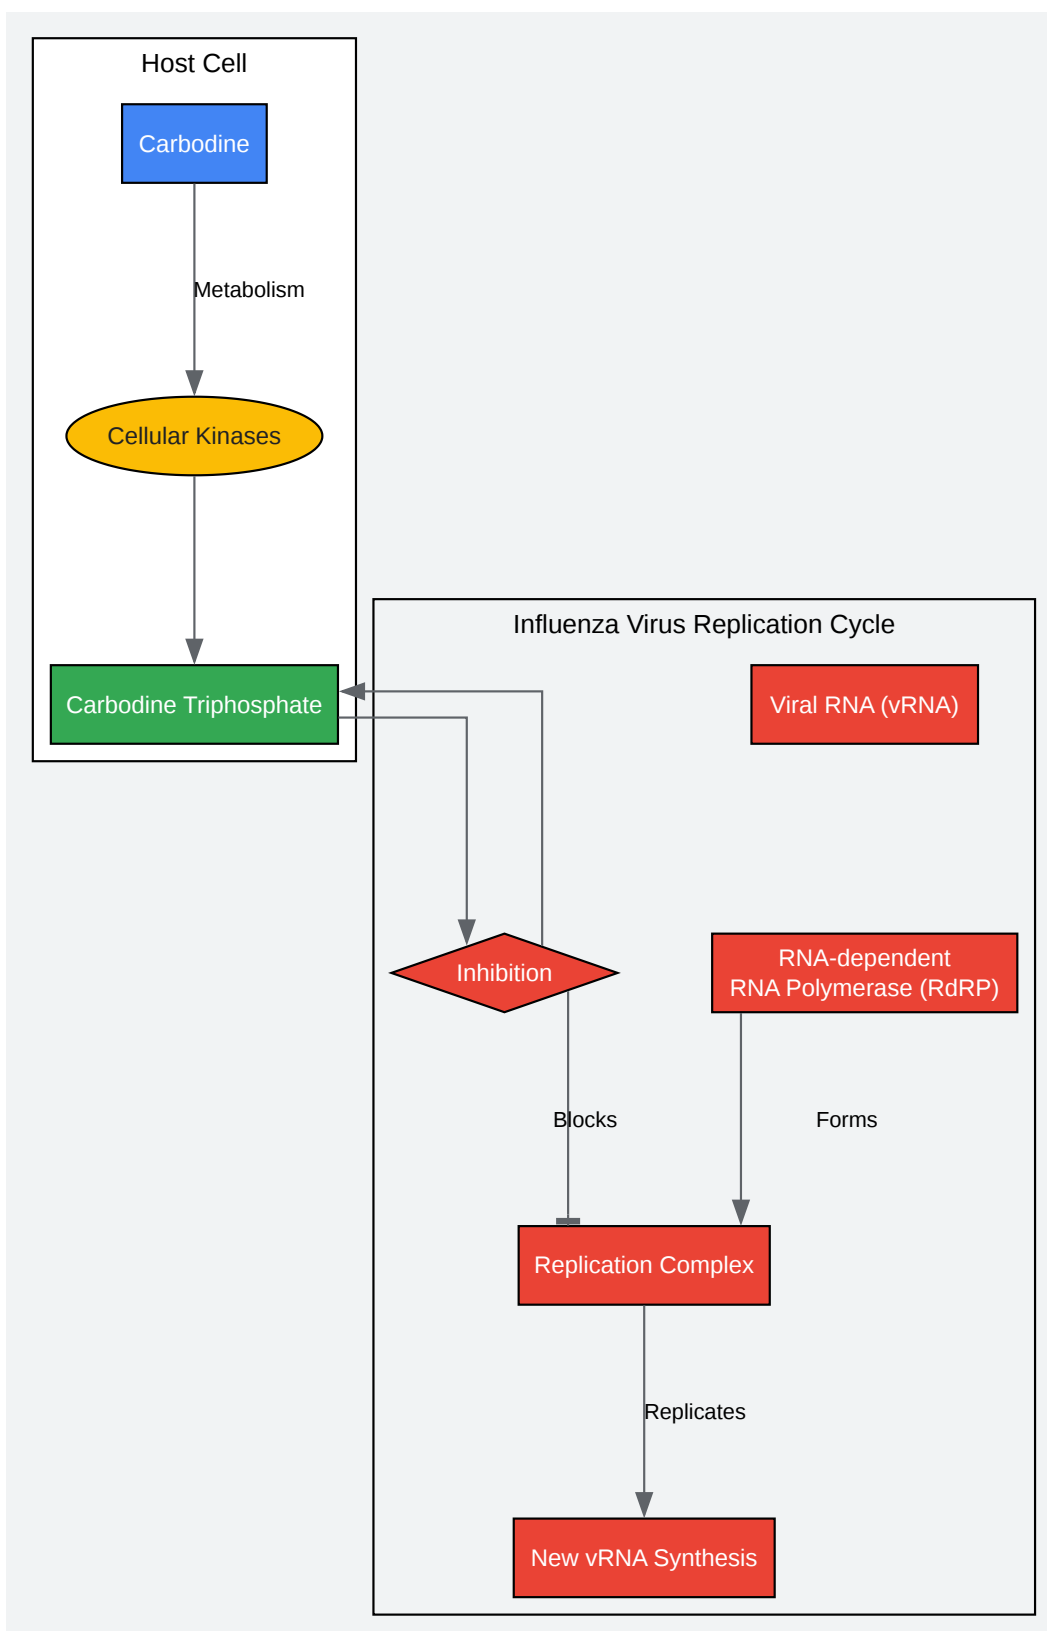 Host Cell
Carbodine
Metabolism
Cellular Kinases
Carbodine Triphosphate
Influenza Virus Replication Cycle
Viral RNA (vRNA)
Inhibition
RNA-dependent
RNA Polymerase (RdRP)
Blocks
Forms
Replication Complex
Replicates
New vRNA Synthesis